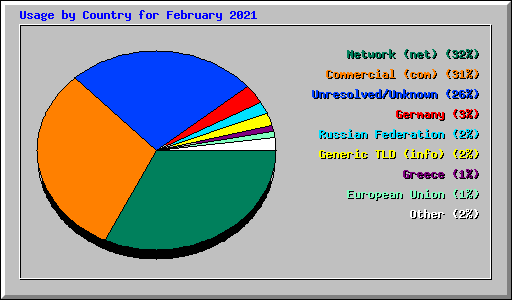 Usage by Country for February 2021
Network (net) (32%)
Commercial (com) (31%)
Unresolved/Unknown (26%)
Germany (3%)
Russian Federation (2%)
Generic TLD (info) (2%)
Greece (1%)
European Union (1%)
Other (2%)